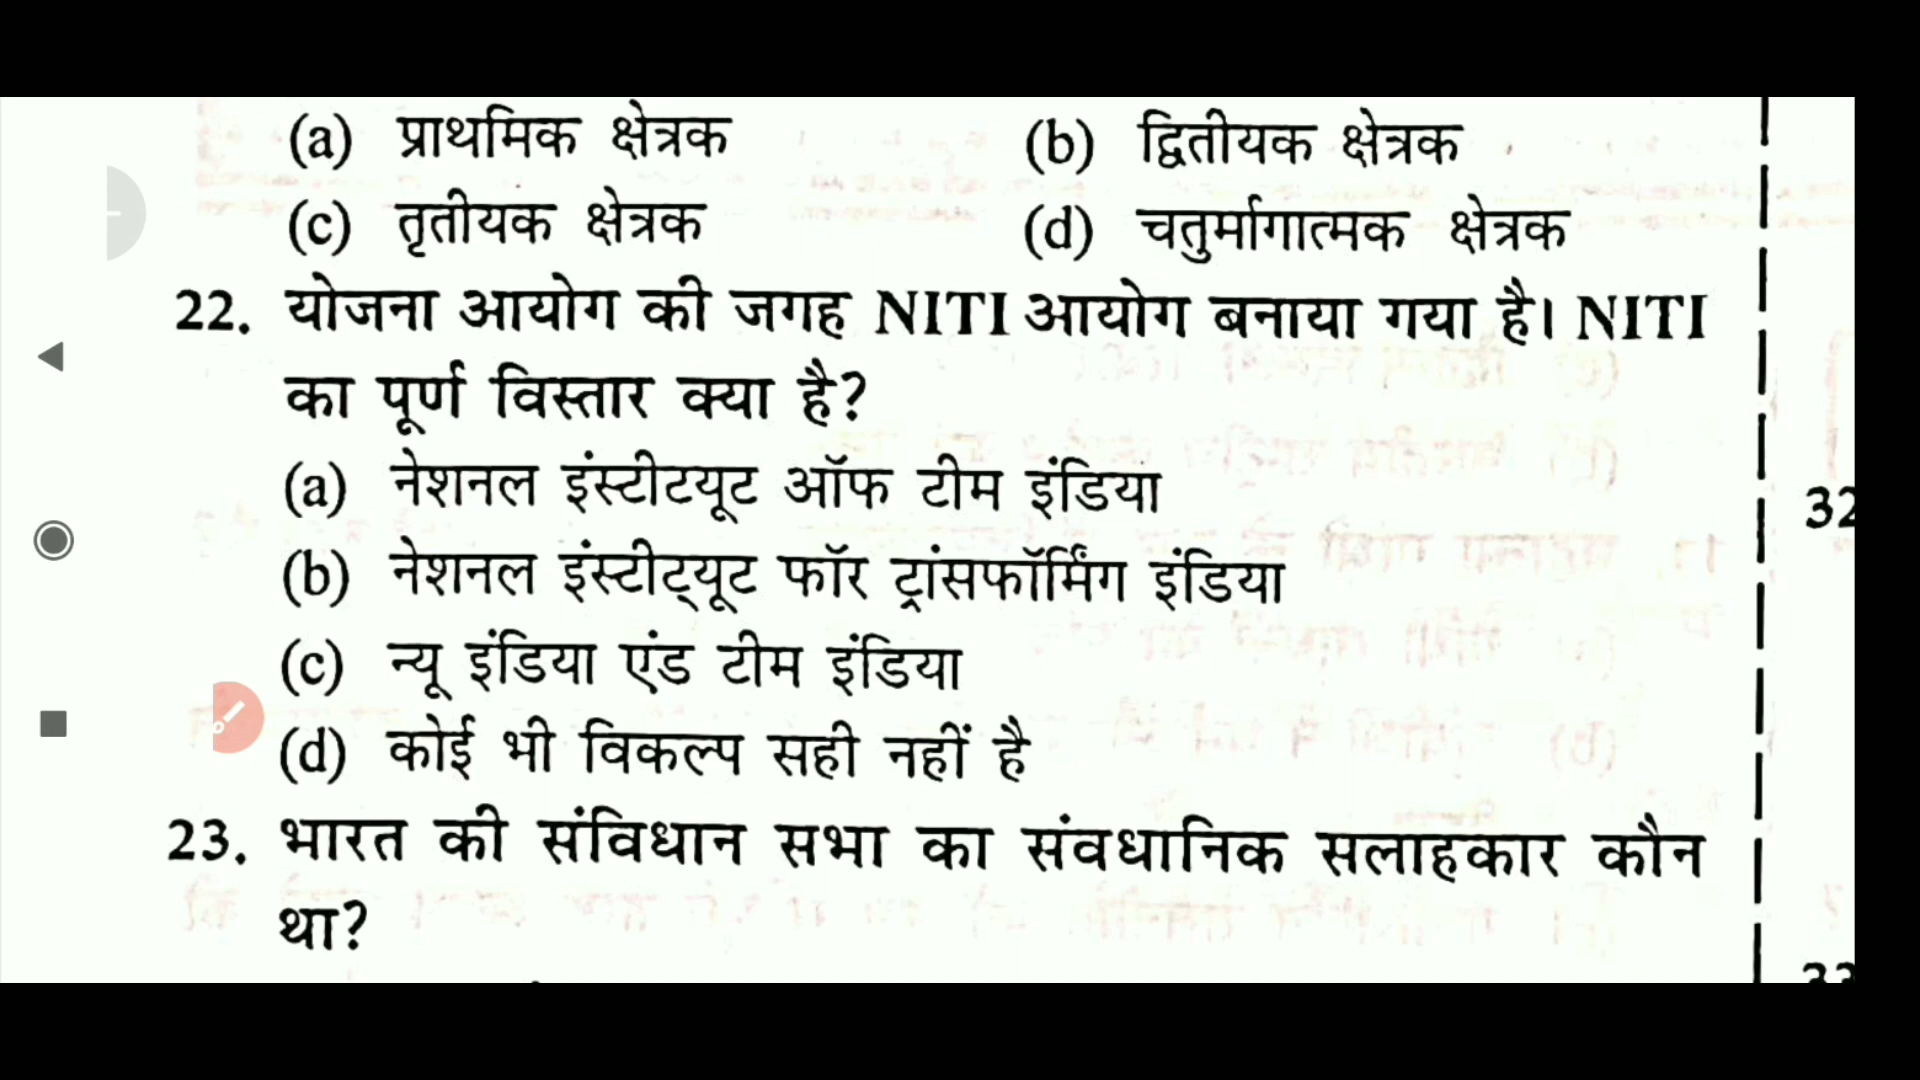 (a) प्राथमिक क्षेत्रक (b) द्वितीयक क्षेत्रक
(c) तृतीयक क्षेत्रक (d) चतुर्मागात्मक क्षेत्रक
22. योजना आयोग की जगह NITI आयोग बनाया गया है। NITI
का पूर्ण विस्तार क्या है?
(a) नेशनल इंस्टीटयूट ऑफ टीम इंडिया
(b) नेशनल इंस्टीट्यूट फॉर ट्रांसफॉर्मिंग इंडिया
(c) न्यू इंडिया एंड टीम इंडिया
(d) कोई भी विकल्प सही नहीं है
23. भारत की संविधान सभा का संवधानिक सलाहकार कौन
था?
32